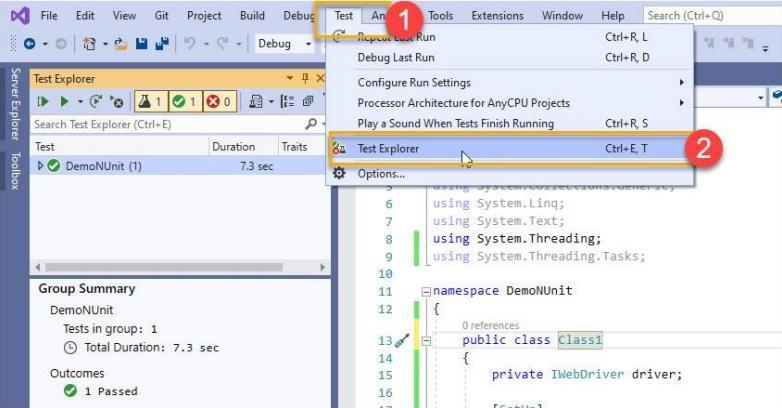 File Edit View Git Project Build Debug Test Tools Extensions Window Help Search (Ctrl+Q)
1
Debug
Repeat Last Run Ctrl+R, L
Debug Last Run Ctrl+R, D
Configure Run Settings
Processor Architecture for AnyCPU Projects
Play a Sound When Tests Finish Running Ctrl+R, S
Test Explorer Ctrl+E, T
2
Options...
Server Explorer
Toolbox
Test Explorer
1 1 0
Search Test Explorer (Ctrl+E)
Test Duration Traits
DemoNUnit (1) 7.3 sec
Group Summary
DemoNUnit
Tests in group: 1
Total Duration: 7.3 sec
Outcomes
1 Passed
5 using System.Collections.Generic;
6 using System.Linq;
7 using System.Text;
8 using System.Threading;
9 using System.Threading.Tasks;
10
11 namespace DemoNUnit
12 {
0 references
13 public class Class1
14 {
15 private IWebDriver driver;
16
17 [SetUp]